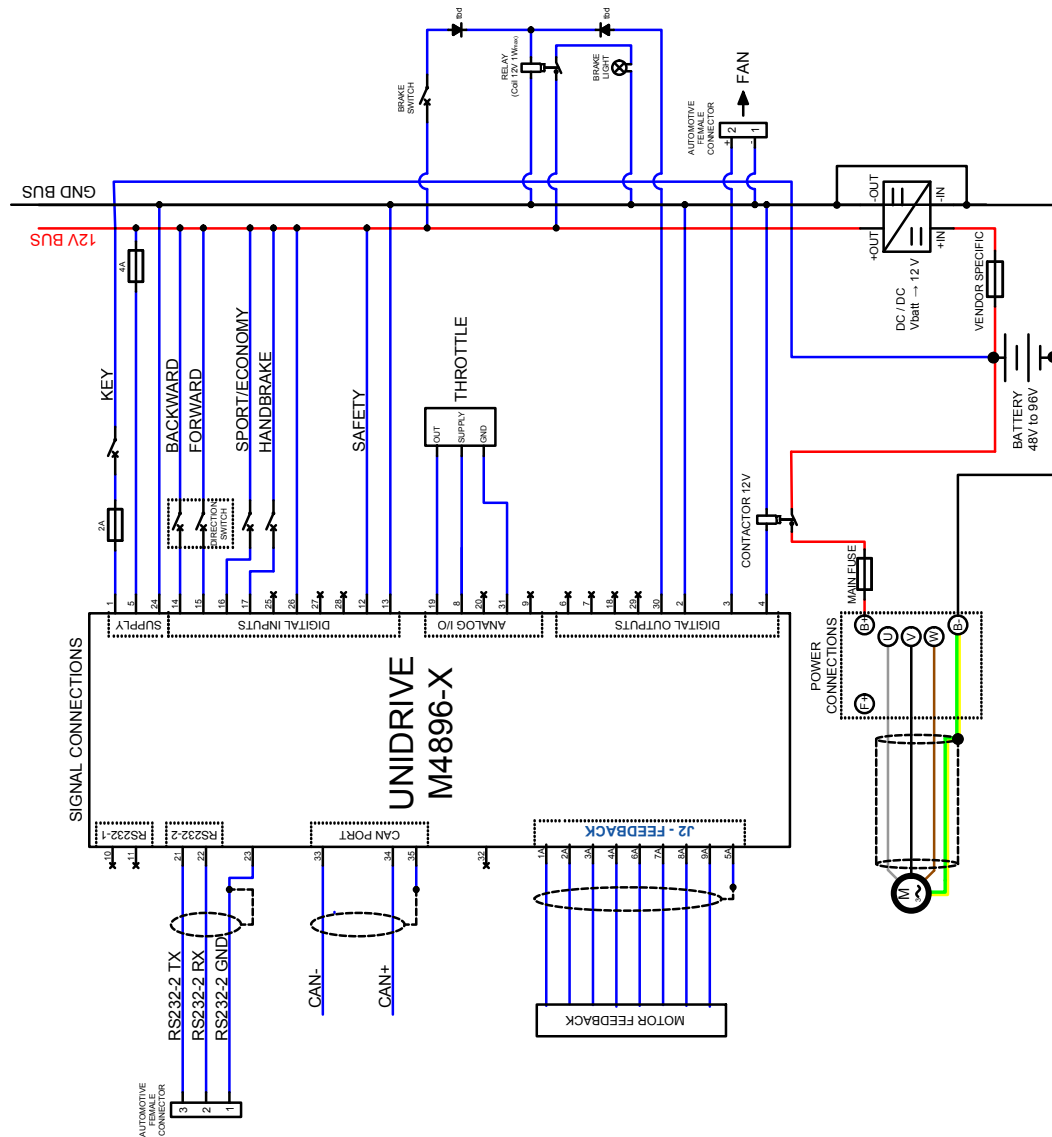 GND BUS
12V BUS
KEY
4A
2A
BACKWARD
FORWARD
DIRECTION
SWITCH
SPORT/ECONOMY
HANDBRAKE
SAFETY
THROTTLE
OUT
SUPPLY
GND
BRAKE
SWITCH
tbd
tbd
RELAY
(Coil 12V 1Wmax)
BRAKE
LIGHT
AUTOMOTIVE
FEMALE
CONNECTOR
+
-
2
1
FAN
-OUT
+OUT
-IN
+IN
DC / DC
Vbatt → 12 V
VENDOR SPECIFIC
BATTERY
48V to 96V
CONTACTOR 12V
MAIN FUSE
POWER
CONNECTIONS
B+
F+
U
V
W
B-
M
3
SIGNAL CONNECTIONS
UNIDRIVE
M4896-X
SUPPLY
1
5
24
DIGITAL INPUTS
14
15
16
17
25
26
27
28
12
13
ANALOG I/O
19
8
20
31
9
DIGITAL OUTPUTS
6
7
18
29
30
2
3
4
RS232-1
10
11
RS232-2
21
22
23
CAN PORT
33
34
35
32
J2 - FEEDBACK
1A
2A
3A
4A
6A
7A
8A
9A
5A
RS232-2 TX
RS232-2 RX
RS232-2 GND
CAN-
CAN+
MOTOR FEEDBACK
AUTOMOTIVE
FEMALE
CONNECTOR
3
2
1